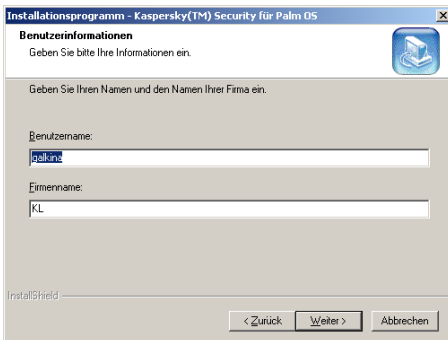 Installationsprogramm - Kaspersky(TM) Security für Palm OS
Benutzerinformationen
Geben Sie bitte Ihre Informationen ein.
Geben Sie Ihren Namen und den Namen Ihrer Firma ein.
Benutzername:
galkina
Firmenname:
KL
InstallShield
< Zurück Weiter > Abbrechen